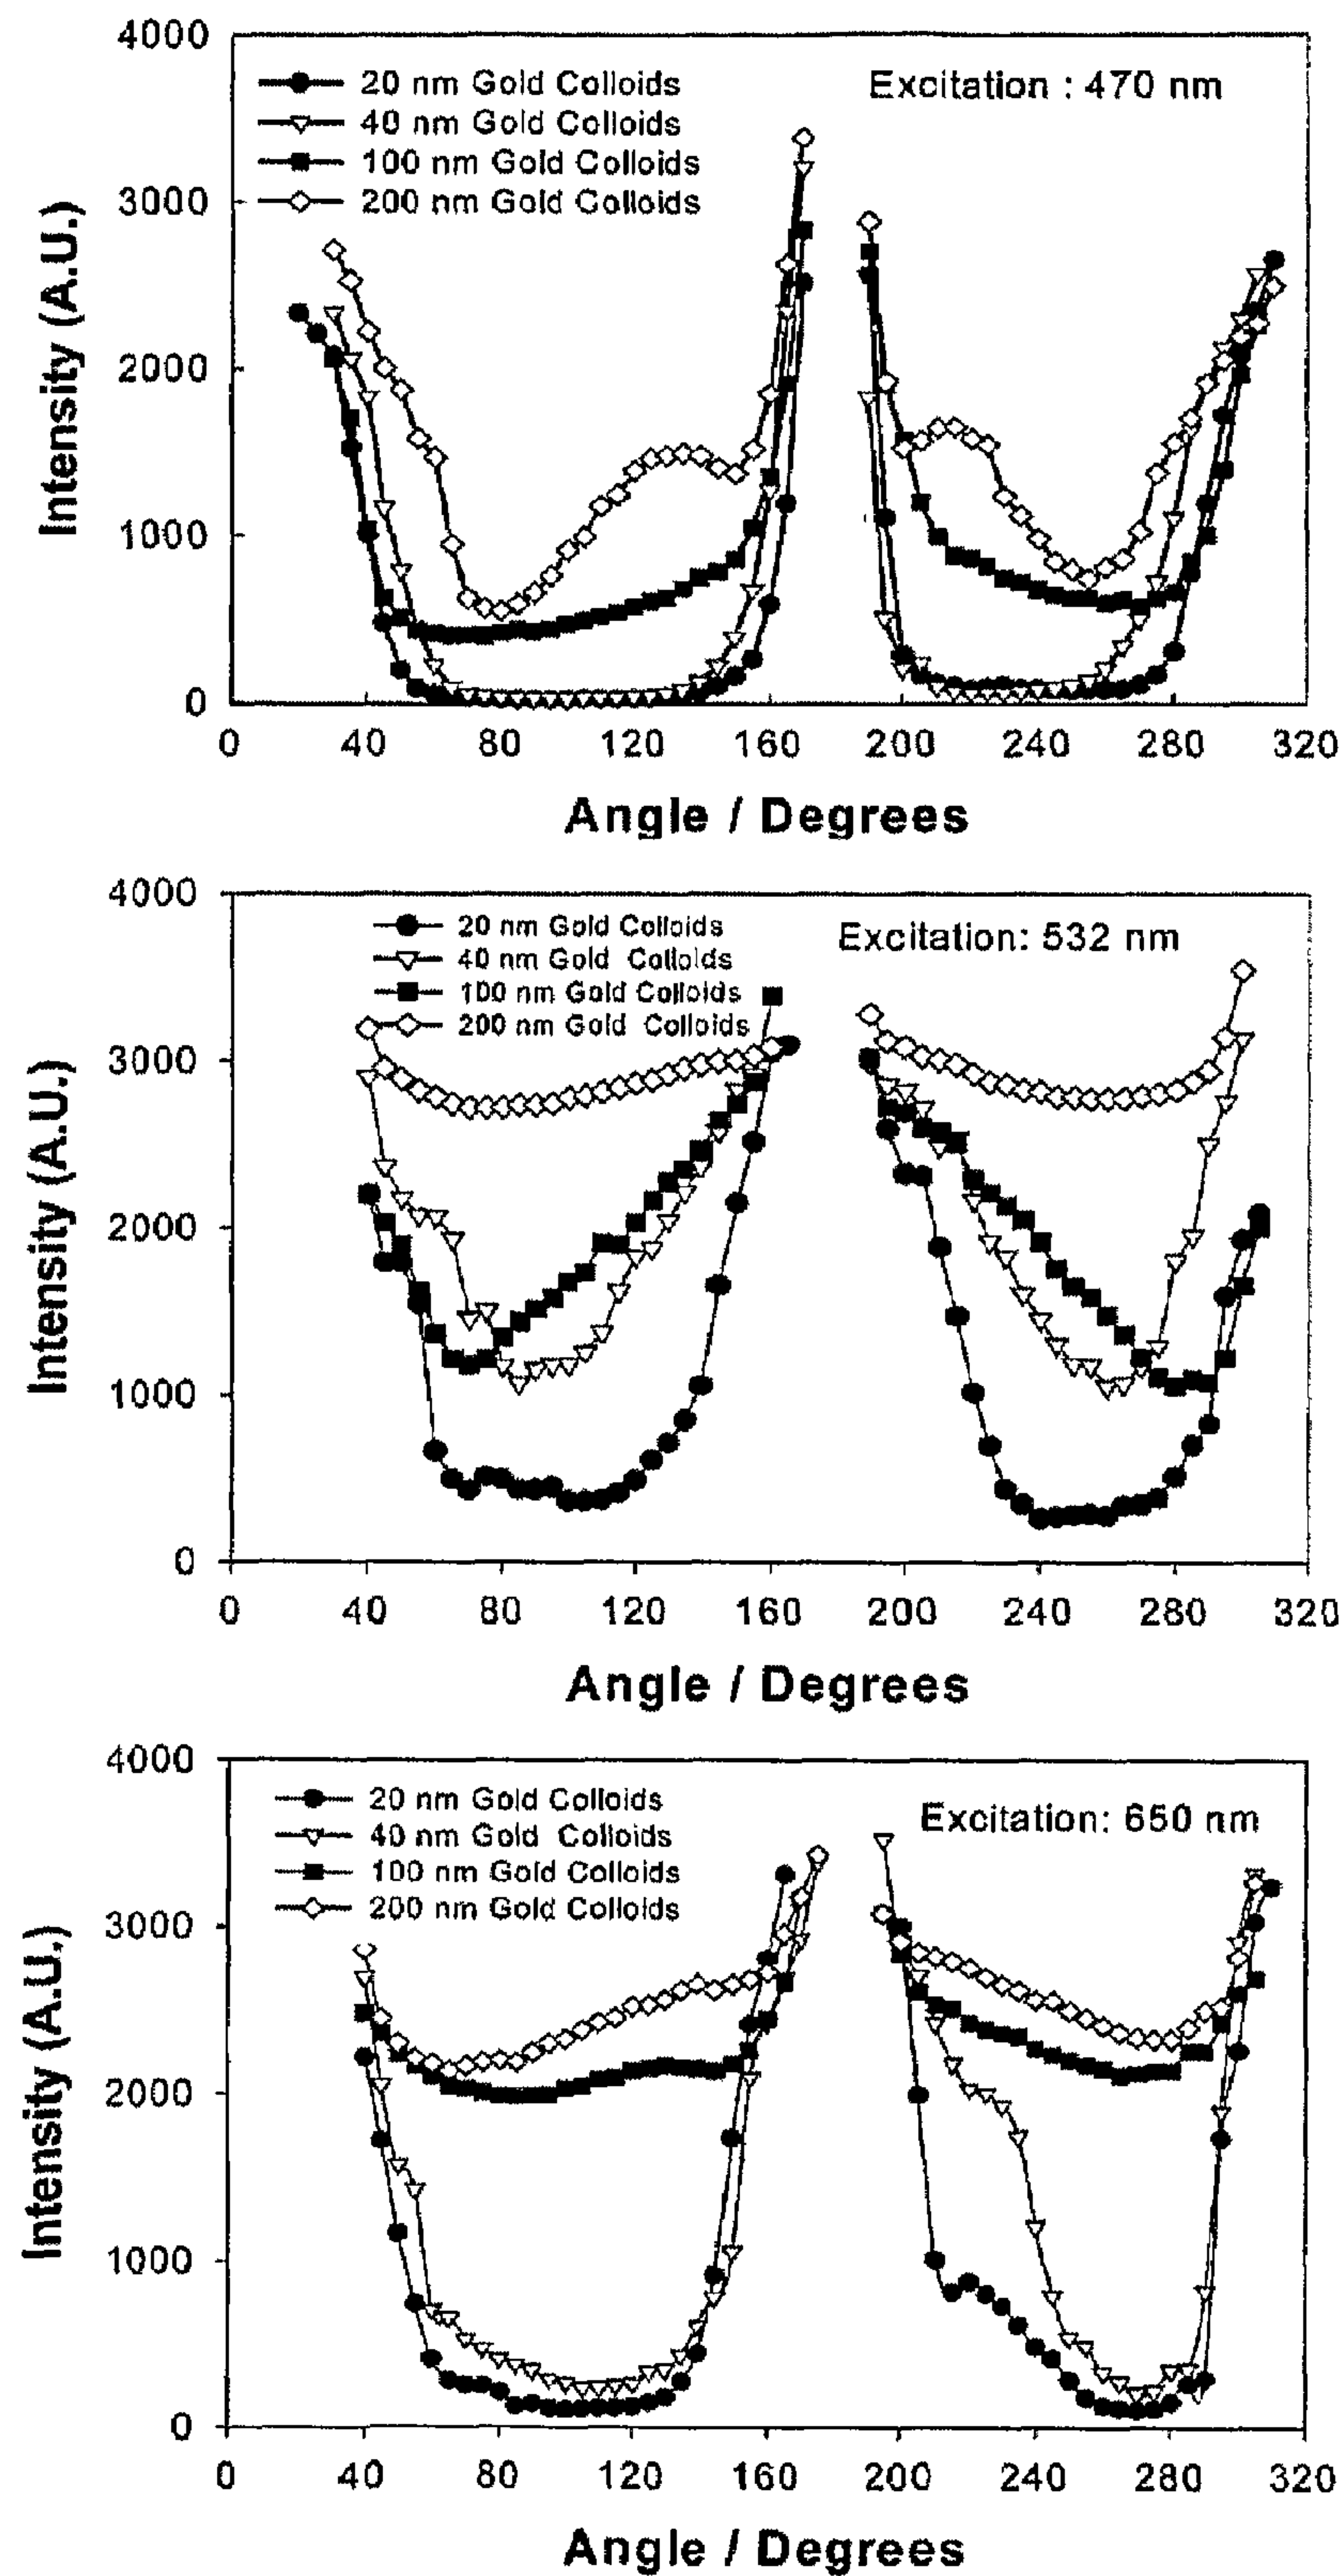 4000
3000
2000
1000
0
Intensity (A.U.)
20 nm Gold Colloids
40 nm Gold Colloids
100 nm Gold Colloids
200 nm Gold Colloids
Excitation : 470 nm
0 40 80 120 160 200 240 280 320
Angle / Degrees
4000
3000
2000
1000
0
Intensity (A.U.)
20 nm Gold Colloids
40 nm Gold Colloids
100 nm Gold Colloids
200 nm Gold Colloids
Excitation: 532 nm
0 40 80 120 160 200 240 280 320
Angle / Degrees
4000
3000
2000
1000
0
Intensity (A.U.)
20 nm Gold Colloids
40 nm Gold Colloids
100 nm Gold Colloids
200 nm Gold Colloids
Excitation: 650 nm
0 40 80 120 160 200 240 280 320
Angle / Degrees